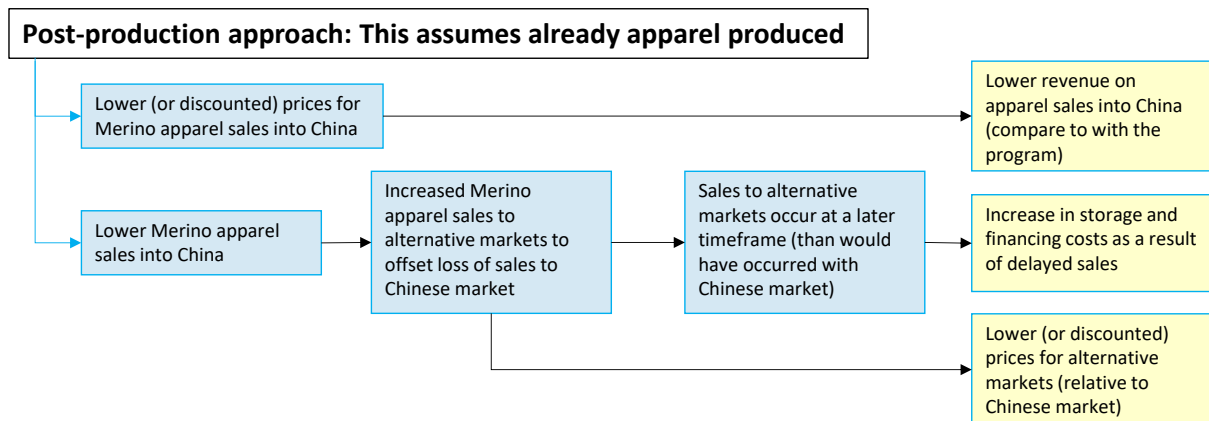 Post-production approach: This assumes already apparel produced
Lower (or discounted) prices for
Merino apparel sales into China
Lower revenue on
apparel sales into China
(compare to with the
program)
Lower Merino apparel
sales into China
Increased Merino
apparel sales to
alternative markets to
offset loss of sales to
Chinese market
Sales to alternative
markets occur at a later
timeframe (than would
have occurred with
Chinese market)
Increase in storage and
financing costs as a result
of delayed sales
Lower (or discounted)
prices for alternative
markets (relative to
Chinese market)